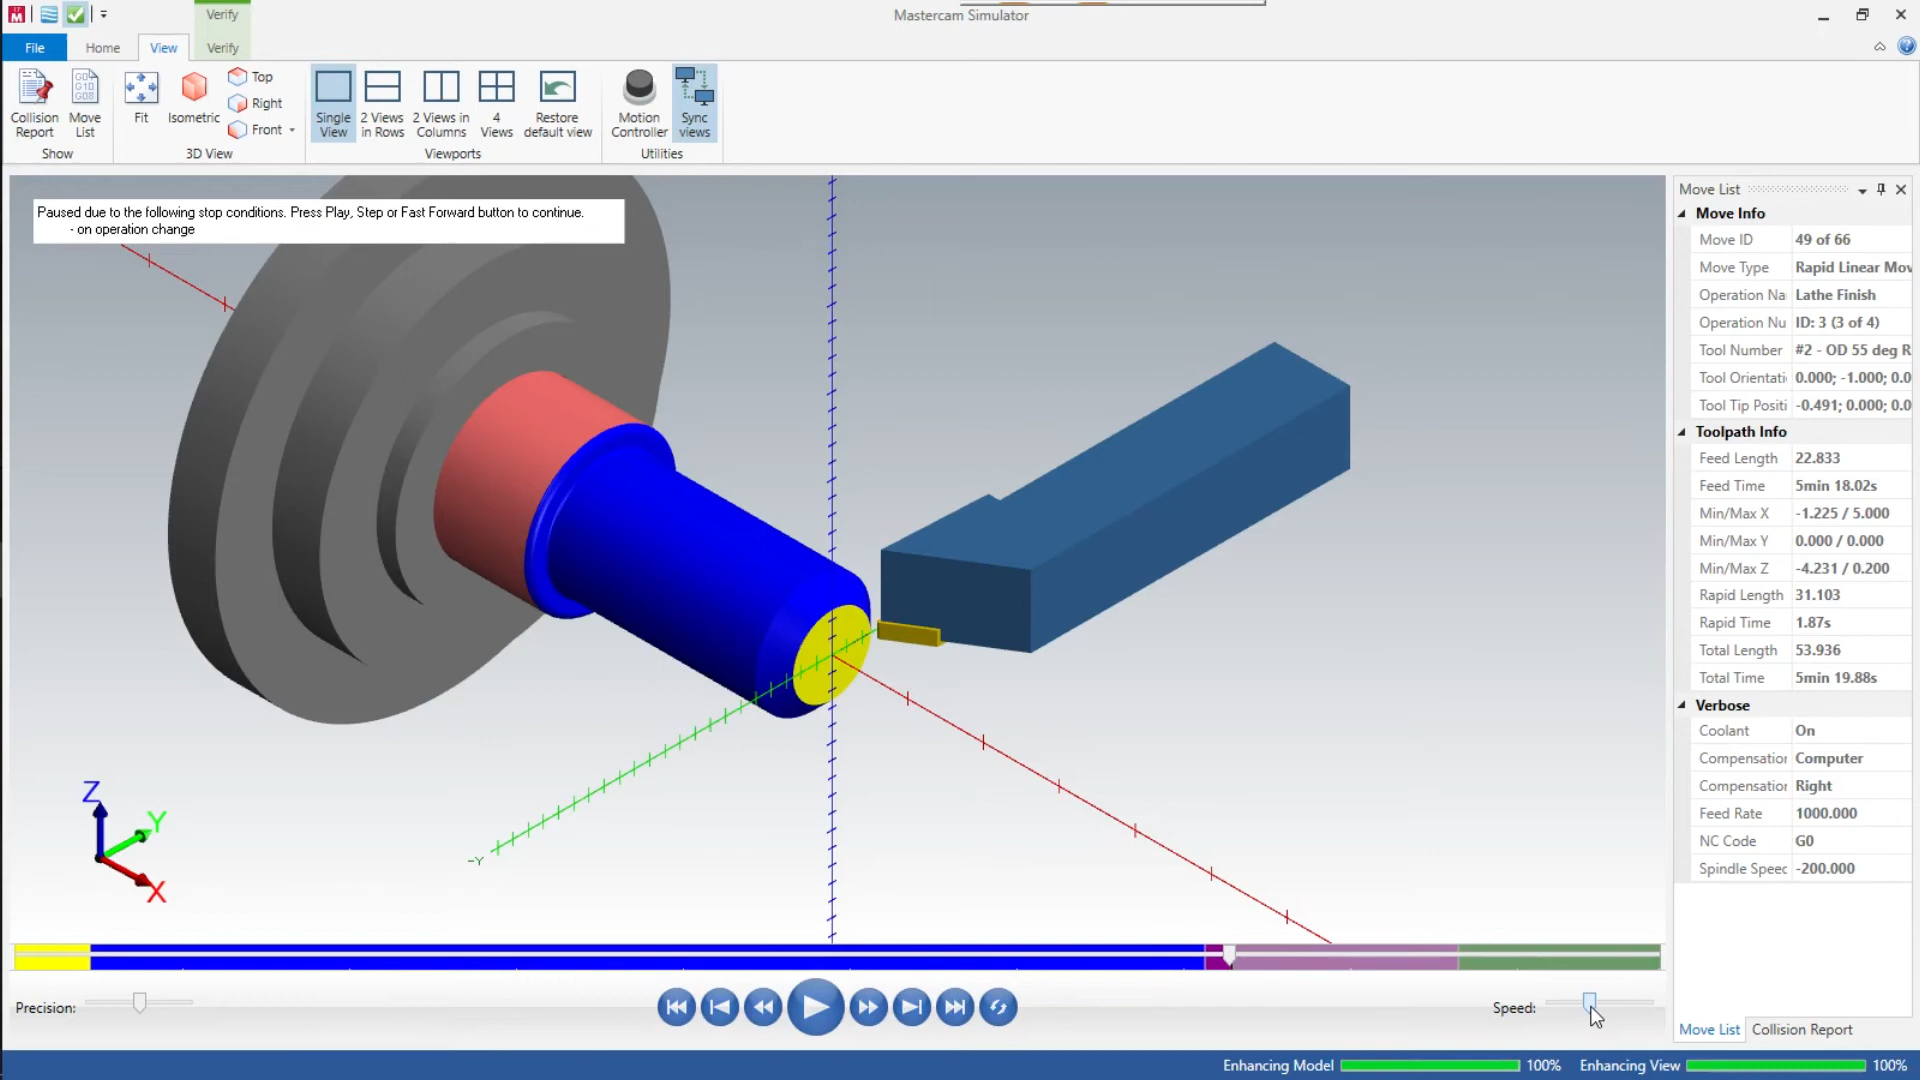 Verify
Mastercam Simulator
File
Home
View
Verify
Collision Report
Move List
Show
Fit
Isometric
Top
Right
Front
3D View
Single View
2 Views in Rows
2 Views in Columns
4 Views
Restore default view
Viewports
Motion Controller
Sync views
Utilities
Paused due to the following stop conditions. Press Play, Step or Fast Forward button to continue.
- on operation change
Z
Y
X
-Y
Move List
Move Info
Move ID 49 of 66
Move Type Rapid Linear Mov
Operation Na Lathe Finish
Operation Nu ID: 3 (3 of 4)
Tool Number #2 - OD 55 deg R
Tool Orientati 0.000; -1.000; 0.0
Tool Tip Positi -0.491; 0.000; 0.0
Toolpath Info
Feed Length 22.833
Feed Time 5min 18.02s
Min/Max X -1.225 / 5.000
Min/Max Y 0.000 / 0.000
Min/Max Z -4.231 / 0.200
Rapid Length 31.103
Rapid Time 1.87s
Total Length 53.936
Total Time 5min 19.88s
Verbose
Coolant On
Compensation Computer
Compensation Right
Feed Rate 1000.000
NC Code G0
Spindle Speed -200.000
Precision:
Speed:
Move List Collision Report
Enhancing Model 100% Enhancing View 100%